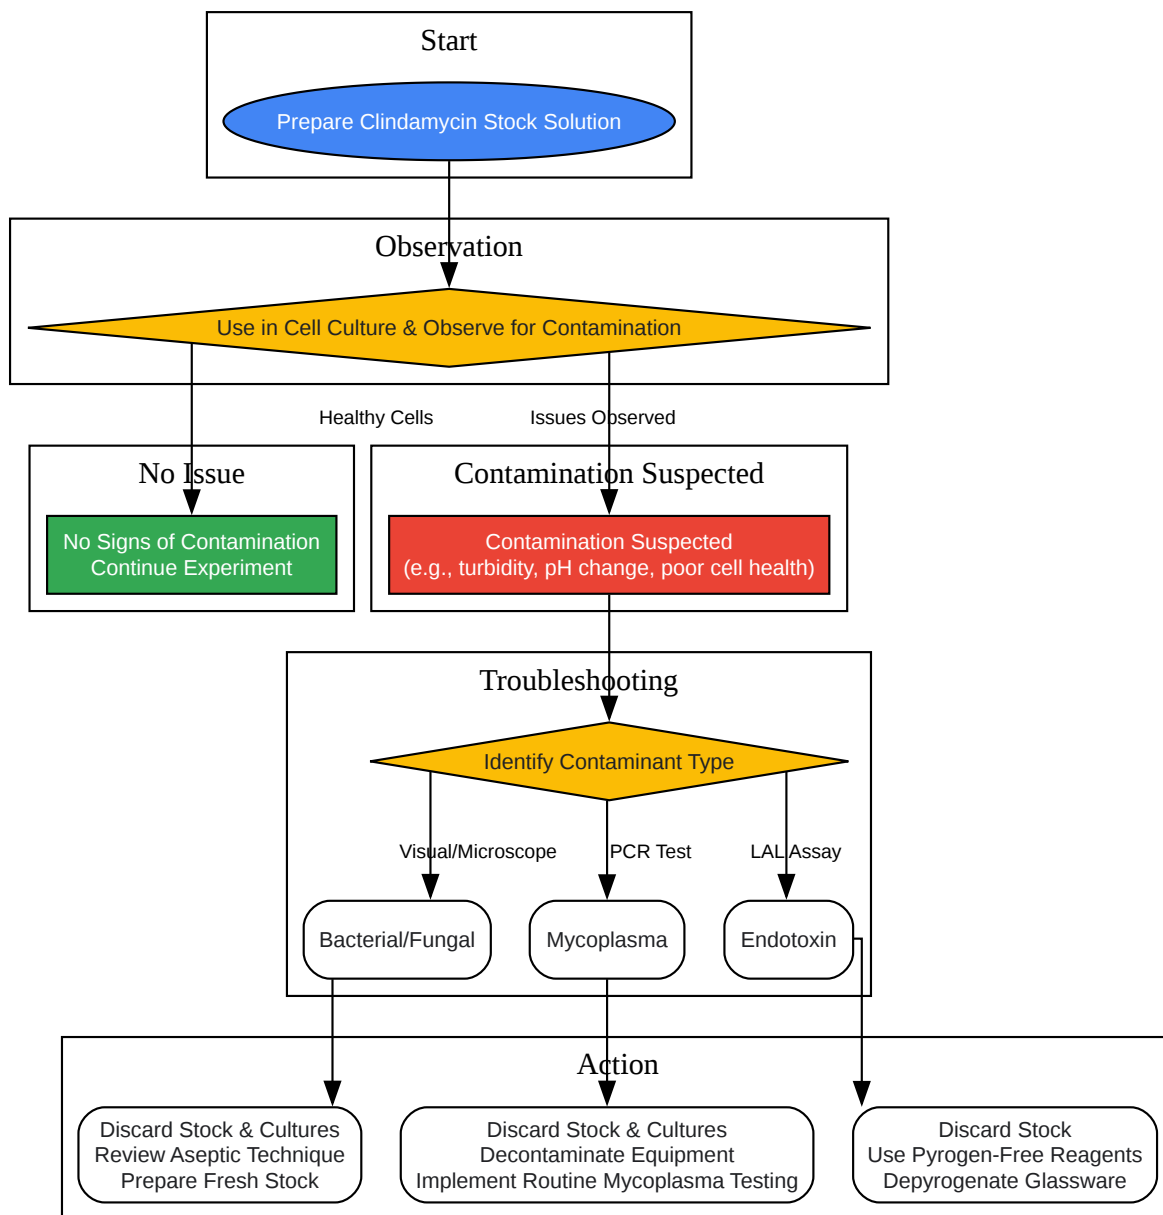 Start
Prepare Clindamycin Stock Solution
Observation
Use in Cell Culture & Observe for Contamination
Healthy Cells
Issues Observed
No Issue
No Signs of Contamination
Continue Experiment
Contamination Suspected
Contamination Suspected
(e.g., turbidity, pH change, poor cell health)
Troubleshooting
Identify Contaminant Type
Visual/Microscope
PCR Test
LAL Assay
Bacterial/Fungal
Mycoplasma
Endotoxin
Action
Discard Stock & Cultures
Review Aseptic Technique
Prepare Fresh Stock
Discard Stock & Cultures
Decontaminate Equipment
Implement Routine Mycoplasma Testing
Discard Stock
Use Pyrogen-Free Reagents
Depyrogenate Glassware